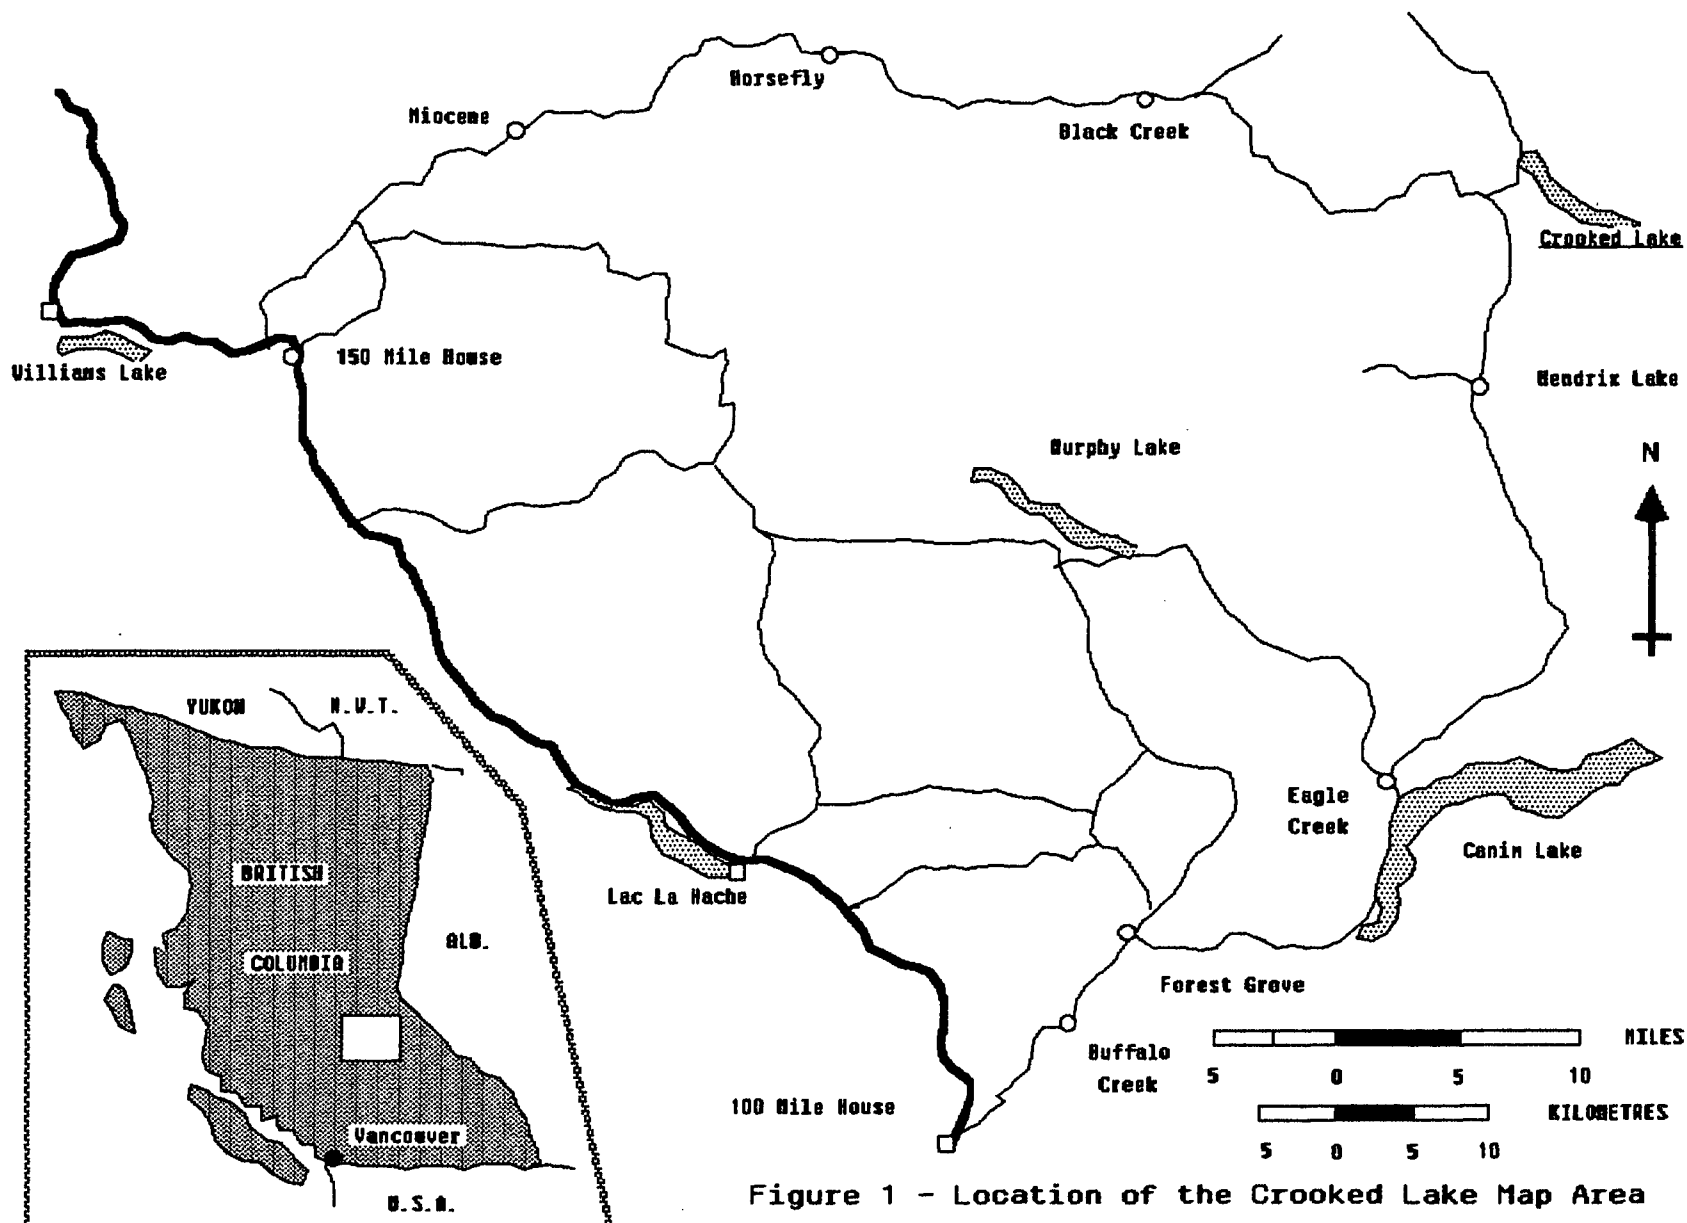 Horsefly
Miocene
Black Creek
Crooked Lake
150 Mile House
Williams Lake
Hendrix Lake
Murphy Lake
N
YUKON
N.W.T.
Eagle
Creek
Canim Lake
BRITISH
Lac La Hache
ALB.
COLUMBIA
Forest Grove
MILES
Buffalo
Creek
5 0 5 10
100 Mile House
KILOMETRES
Vancouver
5 0 5 10
U.S.A.
Figure 1 - Location of the Crooked Lake Map Area